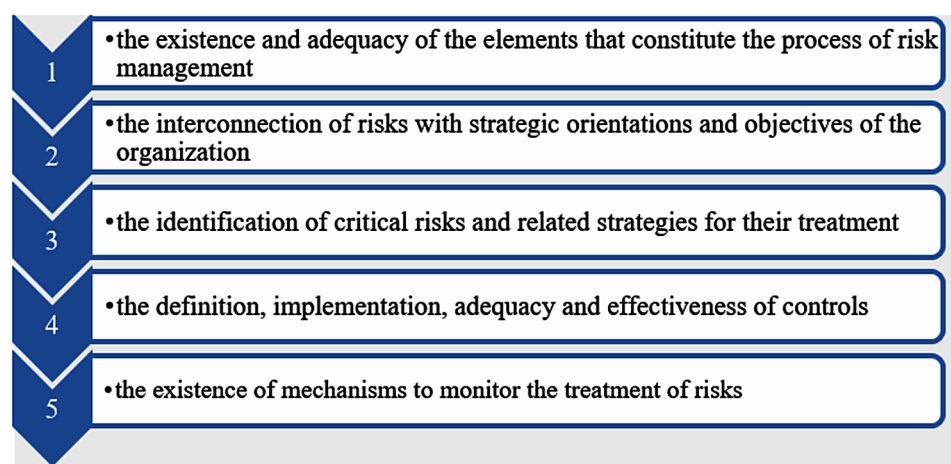 1
•the existence and adequacy of the elements that constitute the process of risk
management
2
•the interconnection of risks with strategic orientations and objectives of the
organization
3
•the identification of critical risks and related strategies for their treatment
4
•the definition, implementation, adequacy and effectiveness of controls
5
•the existence of mechanisms to monitor the treatment of risks